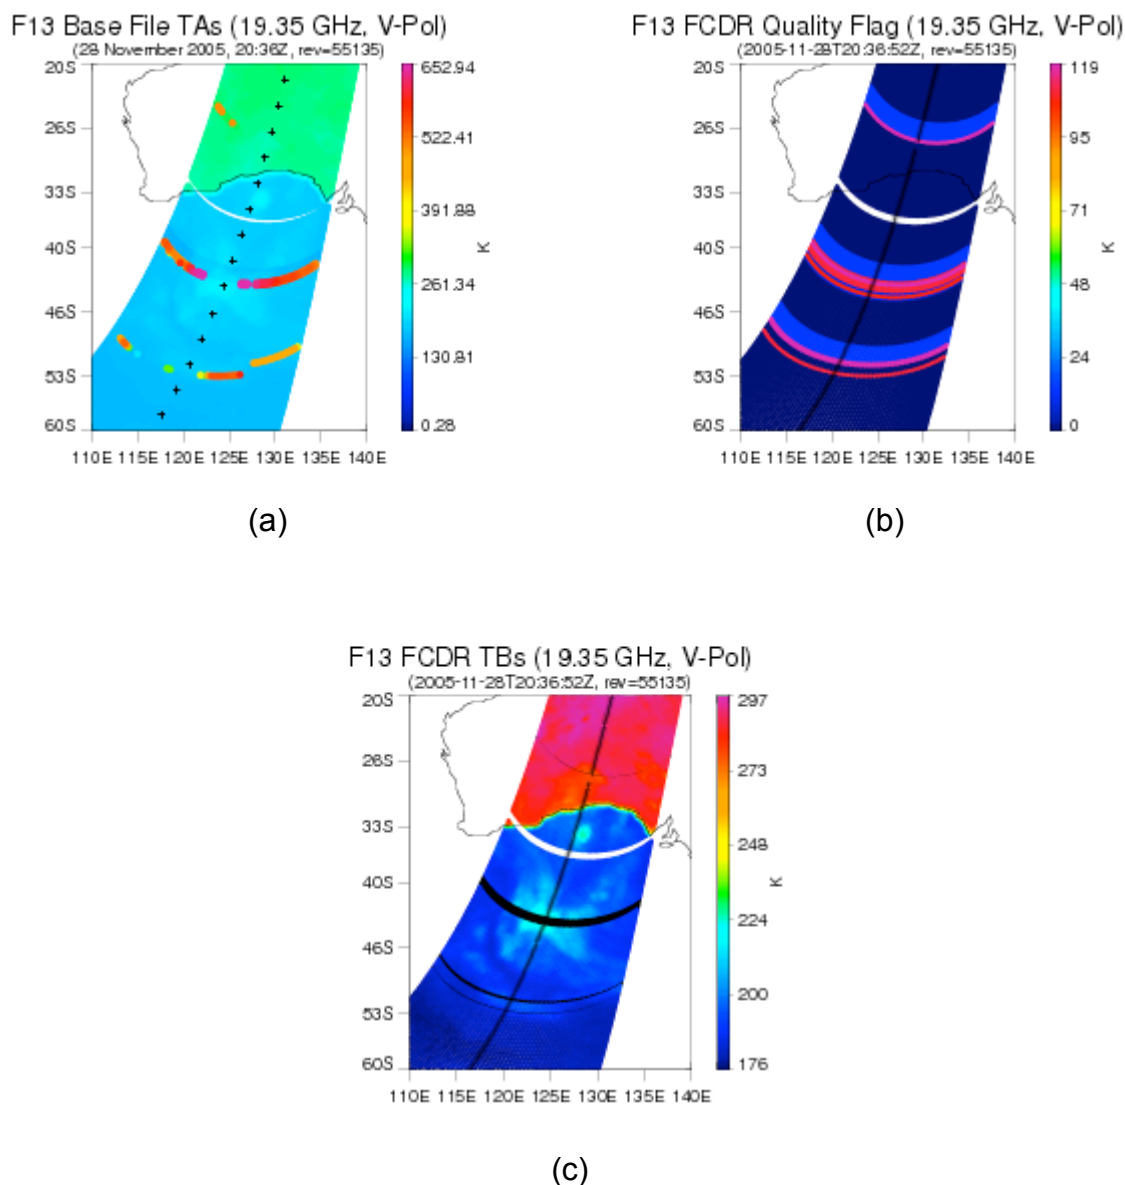 F13 Base File TAs (19.35 GHz, V-Pol)
(28 November 2005, 20:36Z, rev=55135)
20S
26S
33S
40S
46S
53S
60S
110E 115E 120E 125E 130E 135E 140E
652.94
522.41
391.88
261.34
130.81
0.28
K
(a)
F13 FCDR Quality Flag (19.35 GHz, V-Pol)
(2005-11-28T20:36:52Z, rev=55135)
20S
26S
33S
40S
46S
53S
60S
110E 115E 120E 125E 130E 135E 140E
119
95
71
48
24
0
K
(b)
F13 FCDR TBs (19.35 GHz, V-Pol)
(2005-11-28T20:36:52Z, rev=55135)
20S
26S
33S
40S
46S
53S
60S
110E 115E 120E 125E 130E 135E 140E
297
273
248
224
200
176
K
(c)